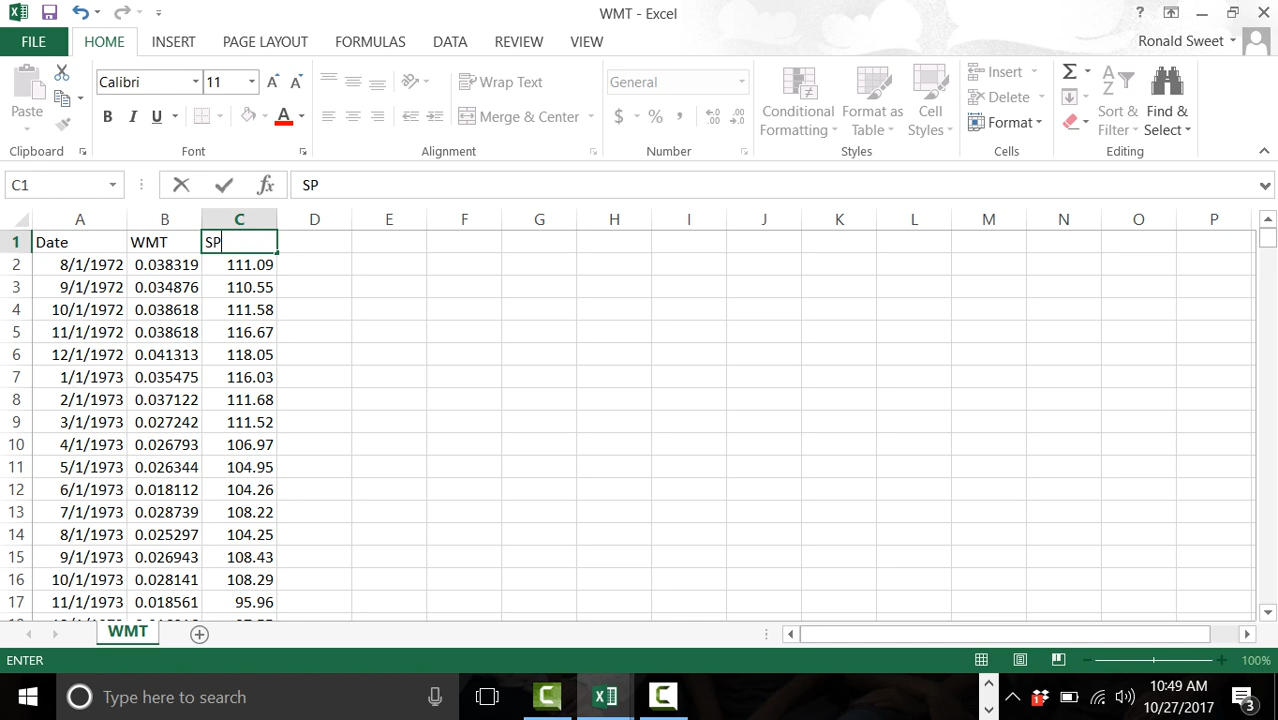 WMT - Excel
?
FILE HOME INSERT PAGE LAYOUT FORMULAS DATA REVIEW VIEW Ronald Sweet
Paste
Clipboard
Calibri 11 A A
B I U A
Font
Wrap Text
Merge & Center
Alignment
General
$ % , .00 .0
Number
Conditional Formatting
Format as Table
Cell Styles
Styles
Insert
Delete
Format
Cells
Sort & Filter
Find & Select
Editing
C1 fx SP
A B C D E F G H I J K L M N O P
1 Date WMT SP
2 8/1/1972 0.038319 111.09
3 9/1/1972 0.034876 110.55
4 10/1/1972 0.038618 111.58
5 11/1/1972 0.038618 116.67
6 12/1/1972 0.041313 118.05
7 1/1/1973 0.035475 116.03
8 2/1/1973 0.037122 111.68
9 3/1/1973 0.027242 111.52
10 4/1/1973 0.026793 106.97
11 5/1/1973 0.026344 104.95
12 6/1/1973 0.018112 104.26
13 7/1/1973 0.028739 108.22
14 8/1/1973 0.025297 104.25
15 9/1/1973 0.026943 108.43
16 10/1/1973 0.028141 108.29
17 11/1/1973 0.018561 95.96
WMT
ENTER 100%
Type here to search
10:49 AM
10/27/2017
3